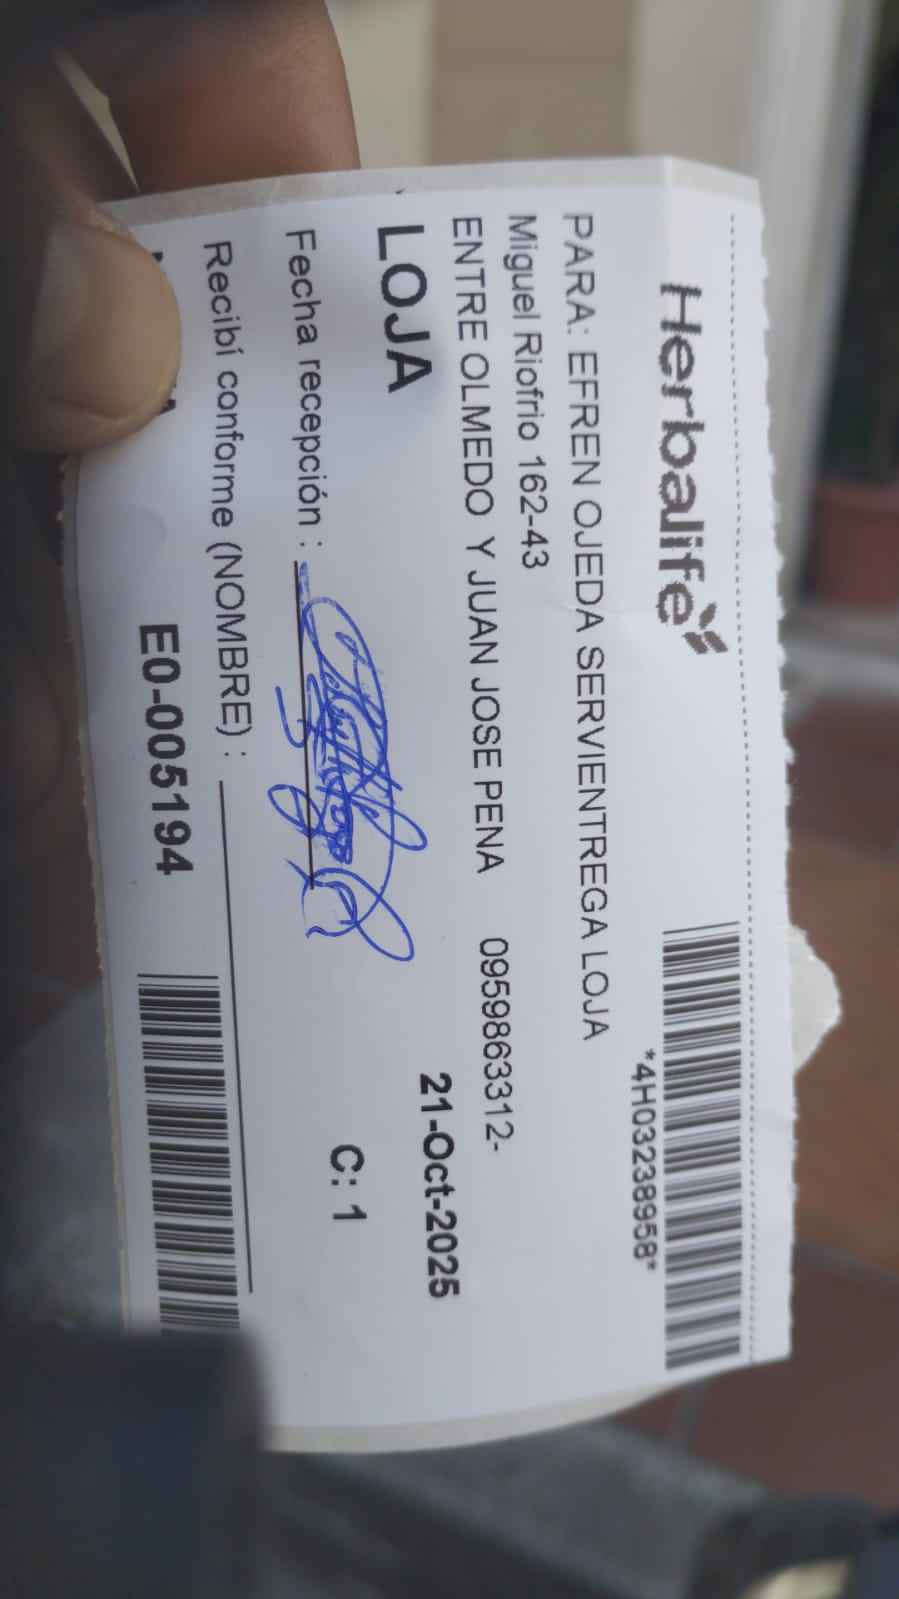 Herbalife
*4H03238958*
PARA: EFREN OJEDA SERVIENTREGA LOJA
Miguel Riofrio 162-43
ENTRE OLMEDO Y JUAN JOSE PENA 0959863312-
LOJA
21-Oct-2025
Fecha recepción :
C: 1
Recibí conforme (NOMBRE) :
E0-005194